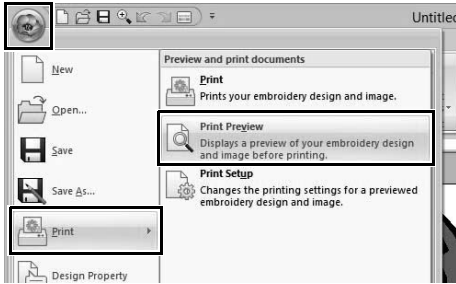 Untitled
New
Open...
Save
Save As...
Print
Design Property
Preview and print documents
Print
Prints your embroidery design and image.
Print Preview
Displays a preview of your embroidery design
and image before printing.
Print Setup
Changes the printing settings for a previewed
embroidery design and image.